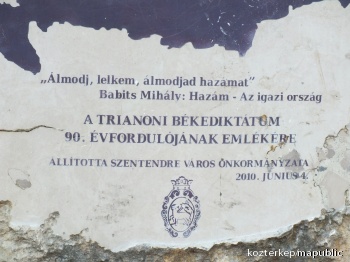 „Álmodj, lelkem, álmodjad hazámat”
Babits Mihály: Hazám - Az igazi ország
A TRIANONI BÉKEDIKTÁTUM
90. ÉVFORDULÓJÁNAK EMLÉKÉRE
ÁLLÍTOTTA SZENTENDRE VÁROS ÖNKORMÁNYZATA
2010. JÚNIUS 4.
kozterkep/mapublic